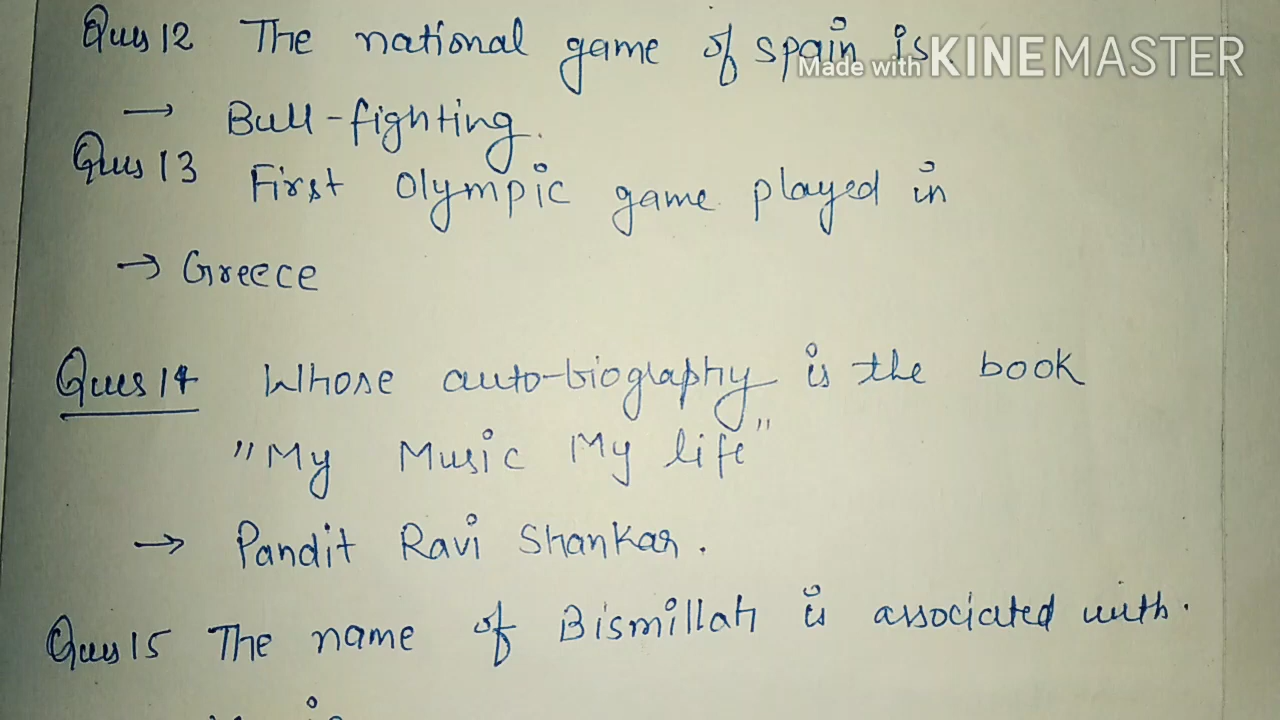 Ques 12 The national game of spain is
Made with KINEMASTER
→ Bull-fighting.
Ques 13 First Olympic game played in
→ Greece
Ques 14 Whose auto-biography is the book
"My Music My life"
→ Pandit Ravi Shankar.
Ques 15 The name of Bismillah is associated with.